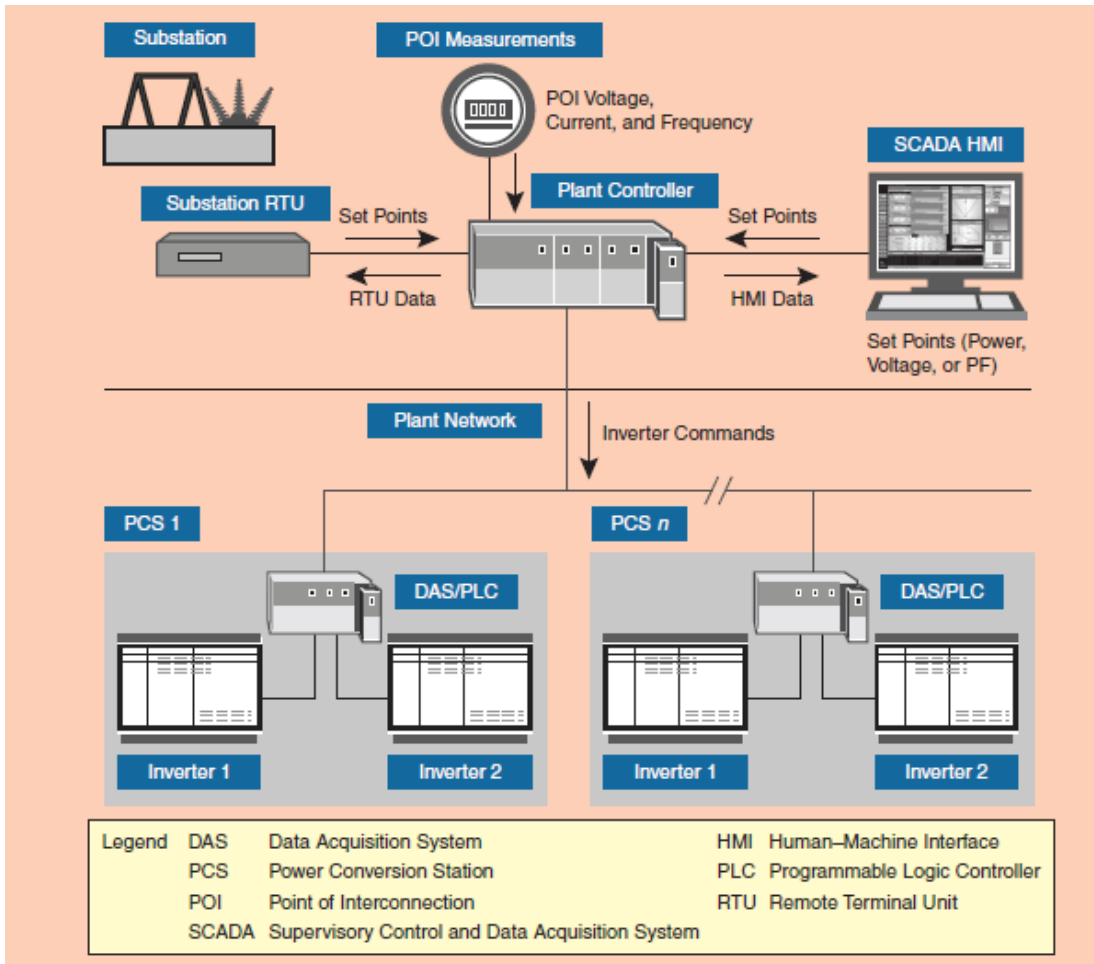 Substation
POI Measurements
POI Voltage,
Current, and Frequency
SCADA HMI
Substation RTU
Plant Controller
Set Points
Set Points
RTU Data
HMI Data
Set Points (Power,
Voltage, or PF)
Plant Network
Inverter Commands
PCS 1
PCS n
DAS/PLC
DAS/PLC
Inverter 1
Inverter 2
Inverter 1
Inverter 2
Legend DAS Data Acquisition System HMI Human–Machine Interface
PCS Power Conversion Station PLC Programmable Logic Controller
POI Point of Interconnection RTU Remote Terminal Unit
SCADA Supervisory Control and Data Acquisition System